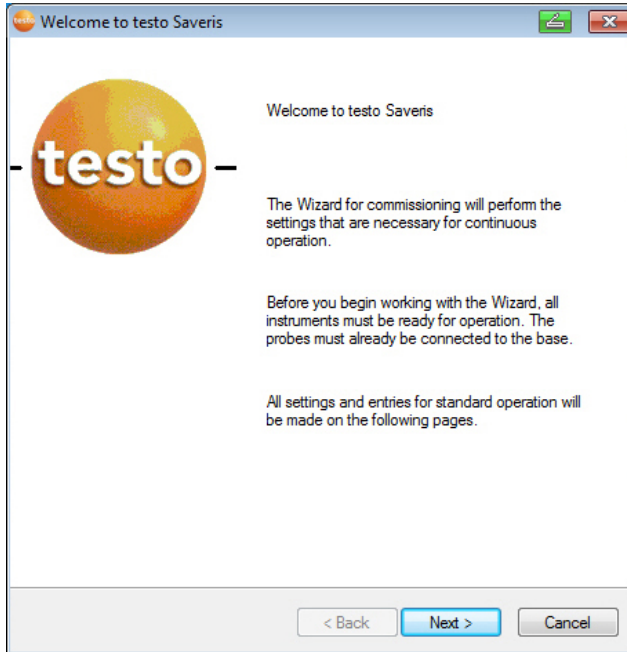 Welcome to testo Saveris
testo
Welcome to testo Saveris
The Wizard for commissioning will perform the
settings that are necessary for continuous
operation.
Before you begin working with the Wizard, all
instruments must be ready for operation. The
probes must already be connected to the base.
All settings and entries for standard operation will
be made on the following pages.
< Back
Next >
Cancel